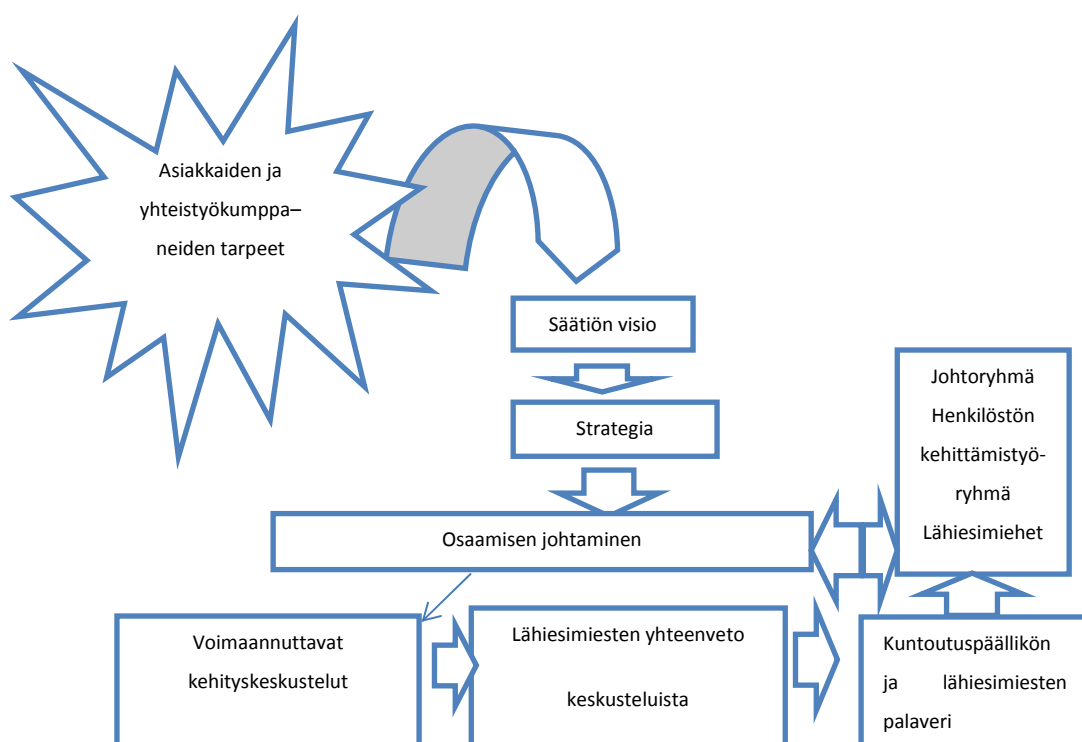 Asiakkaiden ja
yhteistyökumppa–
neiden tarpeet
Säätiön visio
Strategia
Osaamisen johtaminen
Johtoryhmä
Henkilöstön
kehittämistyö-
ryhmä
Lähiesimiehet
Voimaannuttavat
kehityskeskustelut
Lähiesimiesten yhteenveto
keskusteluista
Kuntoutuspäällikön
ja lähiesimiesten
palaveri